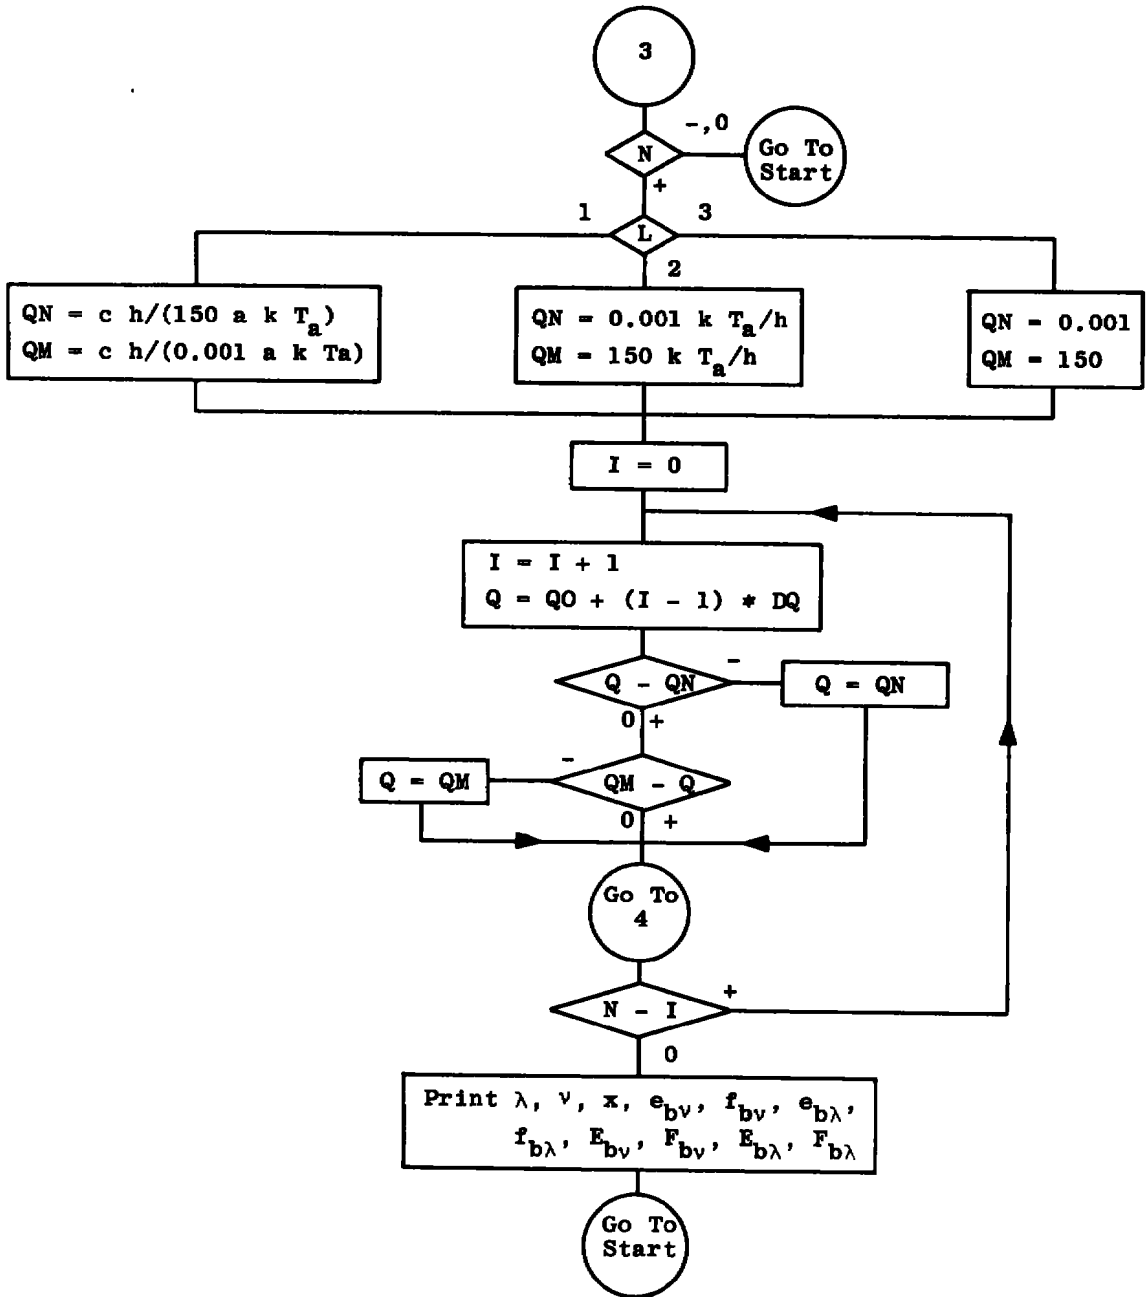 3
-,0
N
Go To
Start
+
1
3
L
2
QN = c h/(150 a k Ta)
QM = c h/(0.001 a k Ta)
QN = 0.001 k Ta/h
QM = 150 k Ta/h
QN = 0.001
QM = 150
I = 0
I = I + 1
Q = QO + (I - 1) * DQ
-
Q - QN
Q = QN
0 +
-
Q = QM
QM - Q
0 +
Go To
4
+
N - I
0
Print λ, ν, x, ebν, fbν, ebλ,
fbλ, Ebν, Fbν, Ebλ, Fbλ
Go To
Start